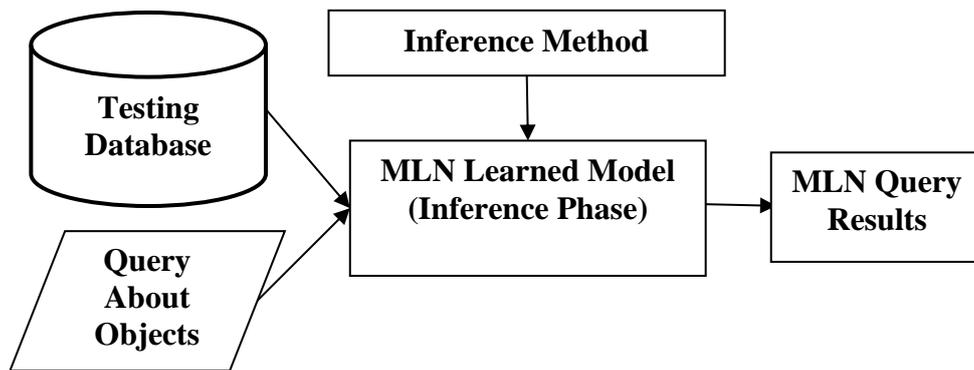 Inference Method
Testing
Database
MLN Learned Model
(Inference Phase)
MLN Query
Results
Query
About
Objects